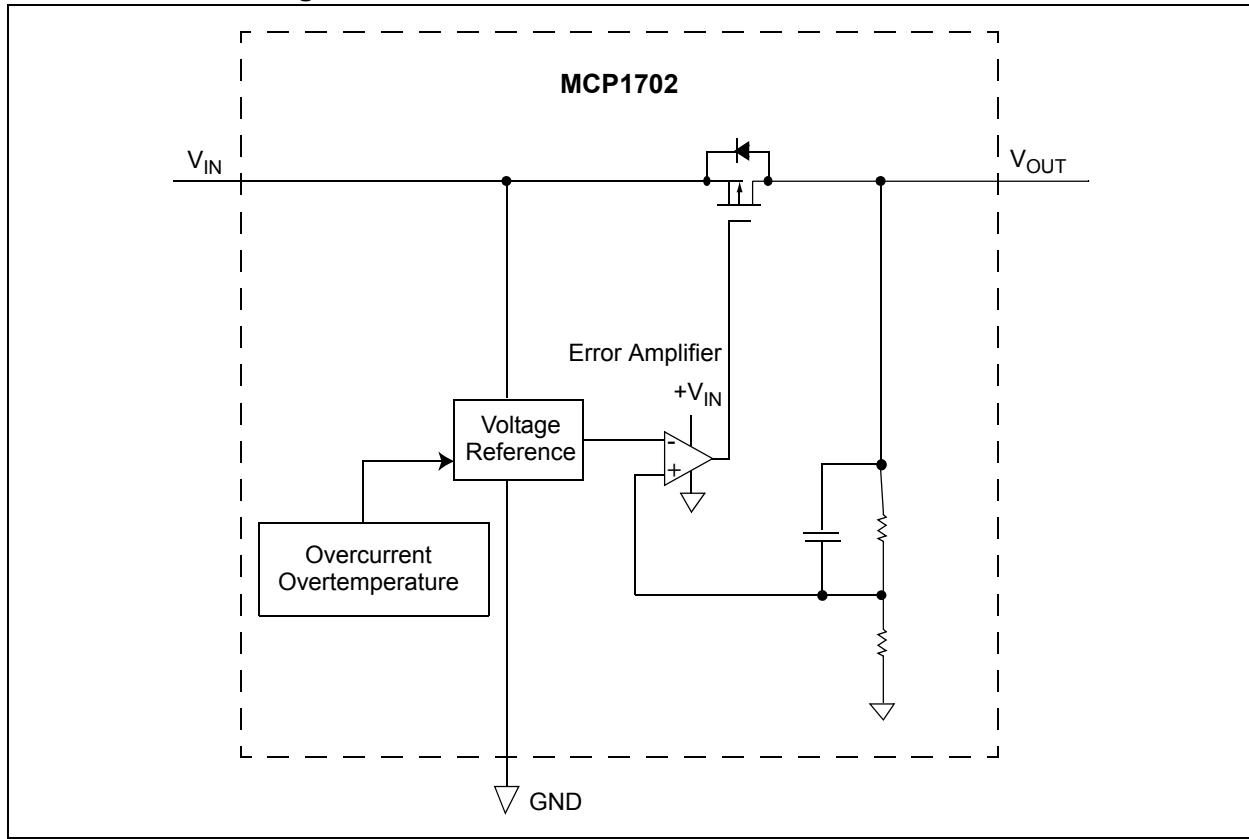 MCP1702
VIN
VOUT
Error Amplifier
+VIN
Voltage
Reference
-
+
Overcurrent
Overtemperature
GND